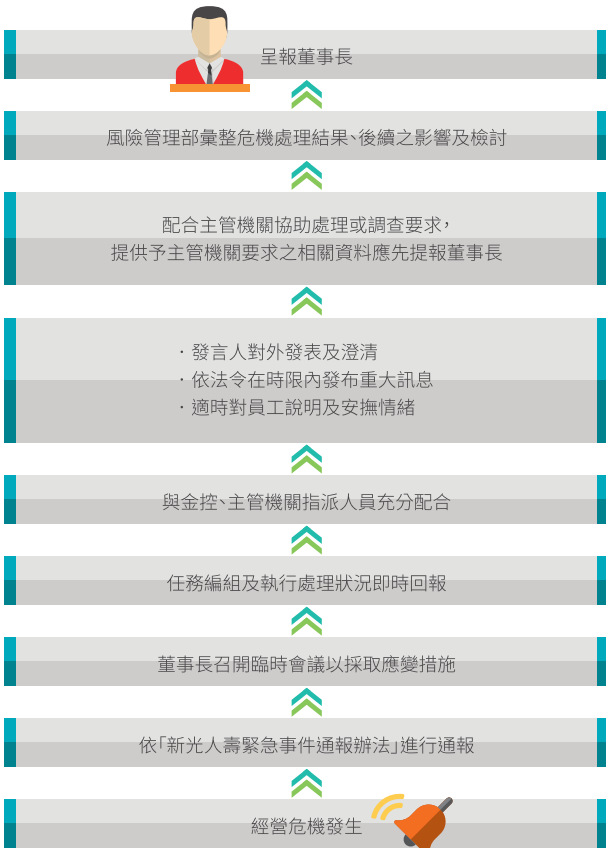 呈報董事長
風險管理部彙整危機處理結果、後續之影響及檢討
配合主管機關協助處理或調查要求，
提供予主管機關要求之相關資料應先提報董事長
· 發言人對外發表及澄清
· 依法令在時限內發布重大訊息
· 適時對員工說明及安撫情緒
與金控、主管機關指派人員充分配合
任務編組及執行處理狀況即時回報
董事長召開臨時會議以採取應變措施
依「新光人壽緊急事件通報辦法」進行通報
經營危機發生